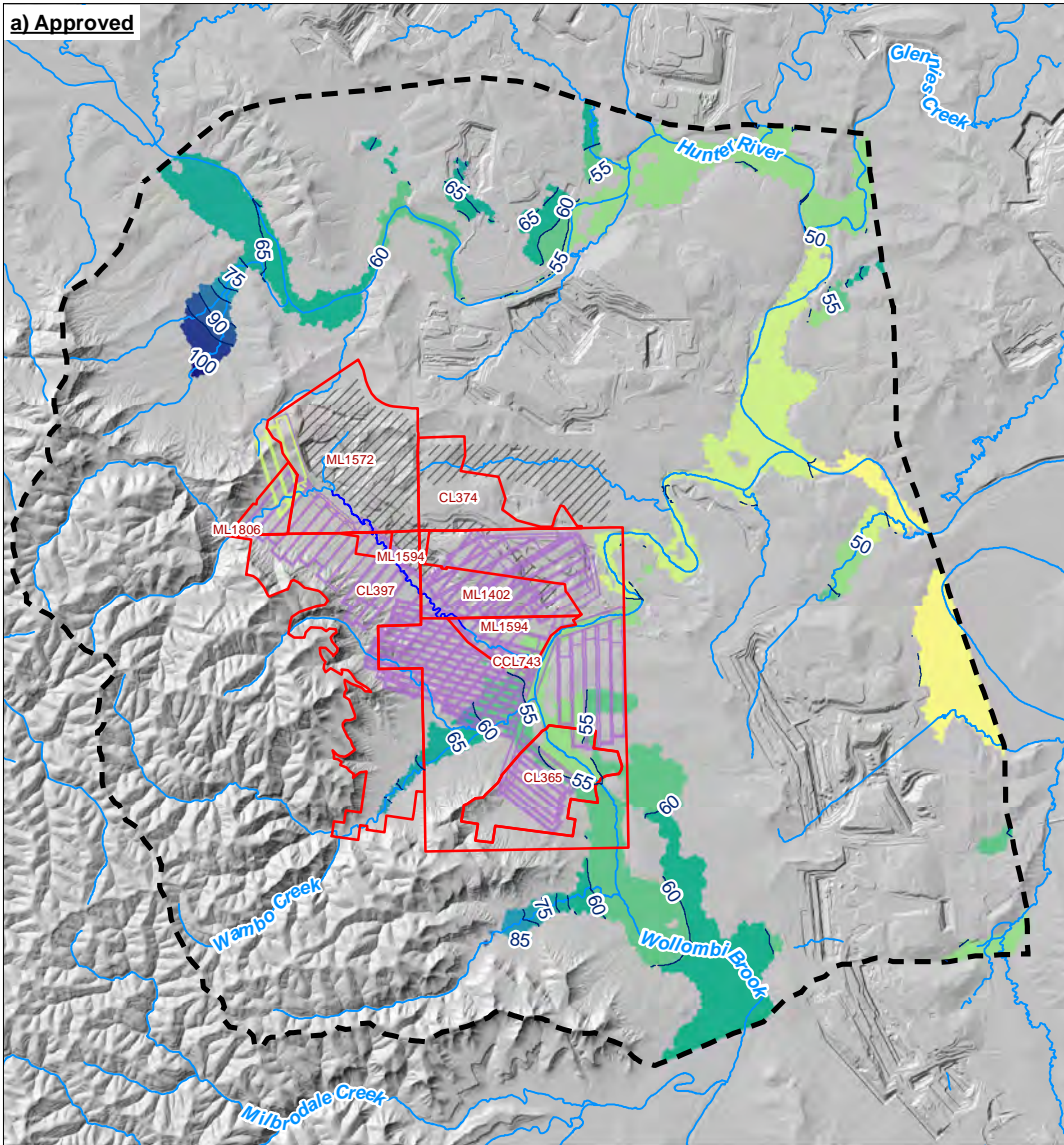 a) Approved
Glennies Creek
Hunter River
55
65
65
60
55
65
60
50
75
55
90
100
ML1572
CL374
ML1806
50
ML1594
CL397
ML1402
ML1594
CCL743
55
60
55
65
CL365
55
60
60
75
60
85
Wambo Creek
Wollombi Brook
Milbrodale Creek